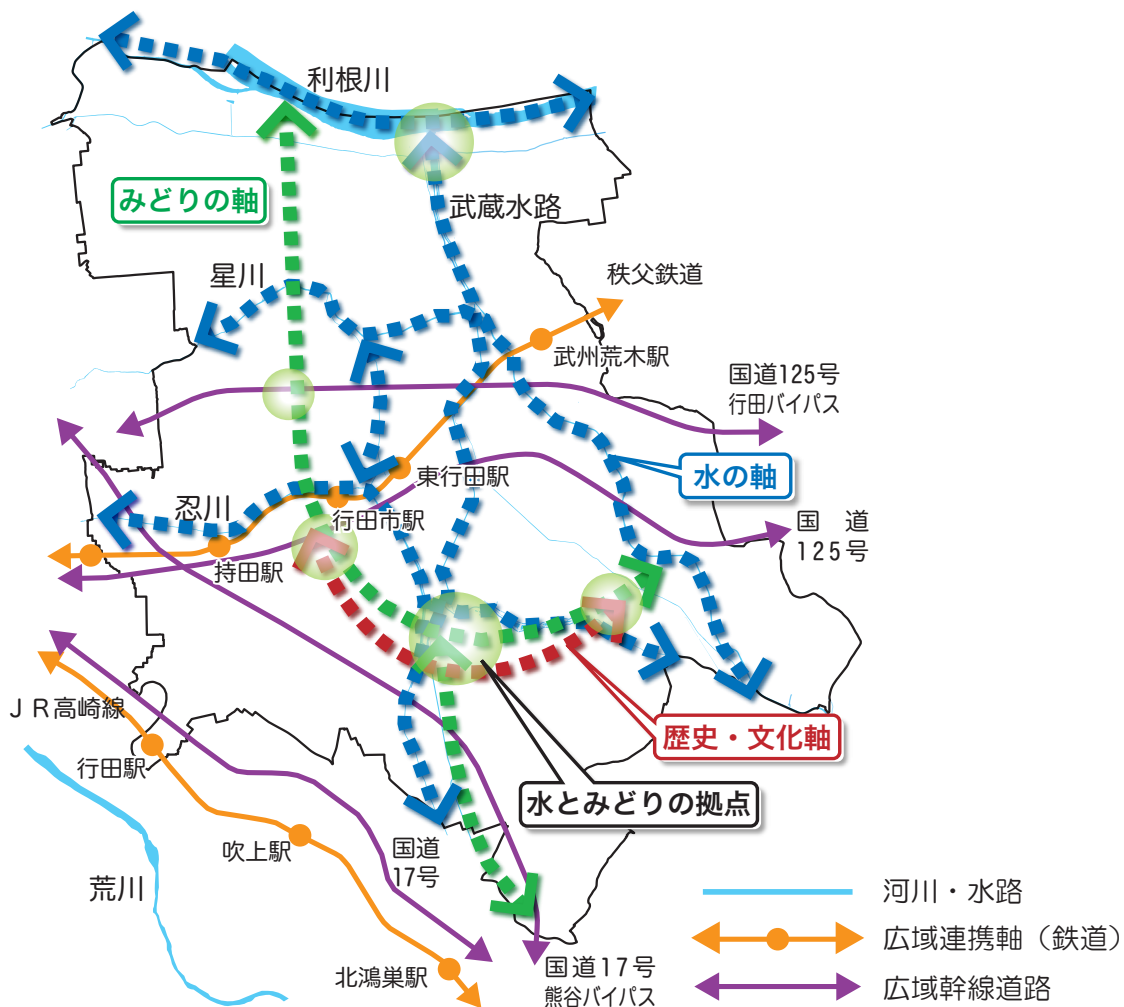 利根川
みどりの軸
武蔵水路
星川
秩父鉄道
武州荒木駅
国道125号
行田バイパス
東行田駅
水の軸
忍川
行田市駅
国道
125号
持田駅
JR高崎線
歴史・文化軸
行田駅
水とみどりの拠点
吹上駅
国道
17号
荒川
河川・水路
広域連携軸（鉄道）
北鴻巣駅
国道17号
熊谷バイパス
広域幹線道路